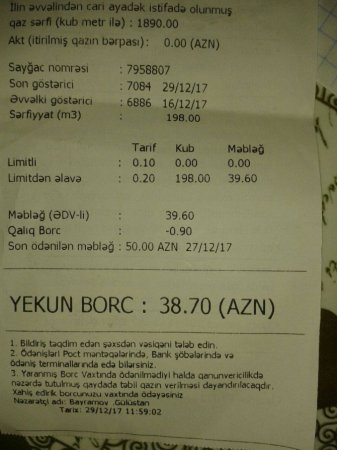 İlin əvvəlindən cari ayadək istifadə olunmuş
qaz sərfi (kub metr ilə) : 1890.00
Akt (itirilmiş qazın bərpası): 0.00 (AZN)
Sayğac nomrəsi : 7958807
Son göstərici : 7084 29/12/17
Əvvəlki göstərici : 6886 16/12/17
Sərfiyyat (m3) : 198.00
Tarif Kub Məbləğ
Limitli : 0.10 0.00 0.00
Limitdən əlavə : 0.20 198.00 39.60
Məbləğ (ƏDV-li) : 39.60
Qalıq Borc : -0.90
Son ödənilən məbləğ : 50.00 AZN 27/12/17
YEKUN BORC : 38.70 (AZN)
1. Bildiriş təqdim edən şəxsdən vəsiqəni tələb edin.
2. Ödənişləri Poct məntəqələrində, Bank şöbələrində və
ödəniş terminallarında edə bilərsiniz.
3. Yaranmış Borc Vaxtında ödənilmədiyi halda qanunvericilikdə
nəzərdə tutulmuş qaydada təbii qazın verilməsi dayandırılacaqdır.
Xahiş edirik borcunuzu vaxtında ödəyəsiniz
Nəzarətçi adı: Bayramov .Gülüstan
Tarix: 29/12/17 11:59:02